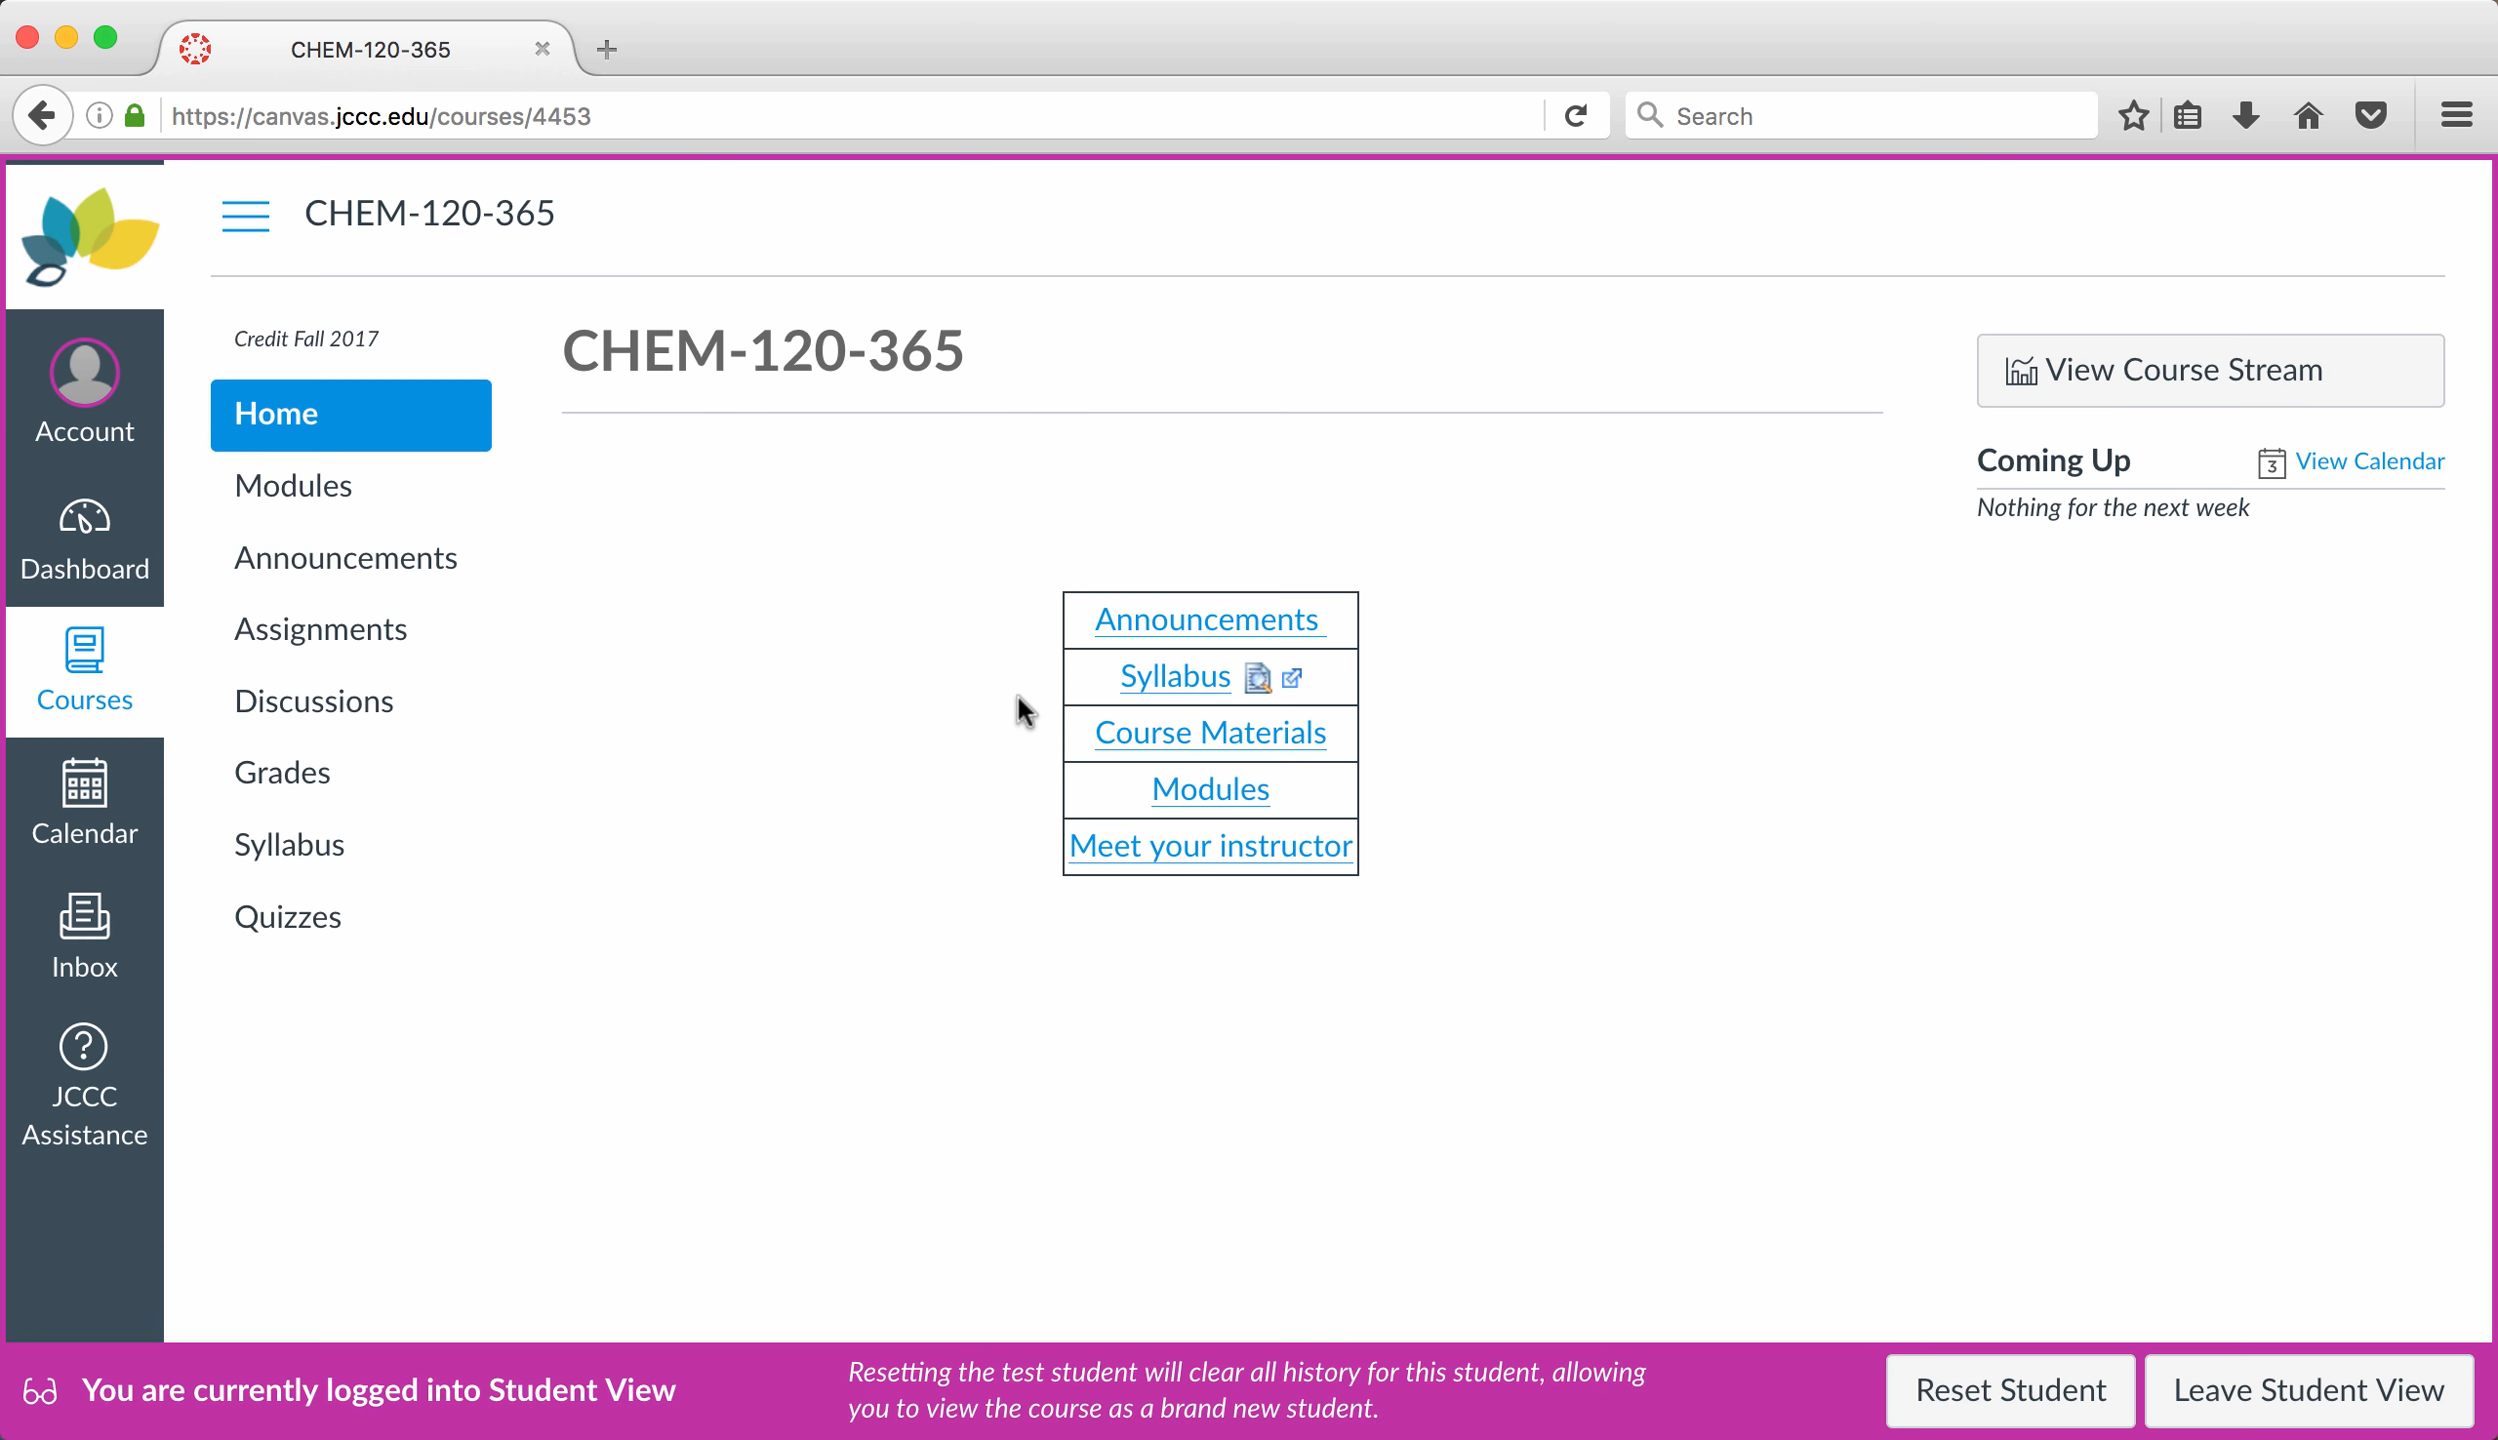 CHEM-120-365
https://canvas.jccc.edu/courses/4453
Search
CHEM-120-365
Account
Dashboard
Courses
Calendar
Inbox
JCCC
Assistance
Credit Fall 2017
Home
Modules
Announcements
Assignments
Discussions
Grades
Syllabus
Quizzes
CHEM-120-365
Announcements
Syllabus
Course Materials
Modules
Meet your instructor
View Course Stream
Coming Up
3
View Calendar
Nothing for the next week
You are currently logged into Student View
Resetting the test student will clear all history for this student, allowing
you to view the course as a brand new student.
Reset Student
Leave Student View